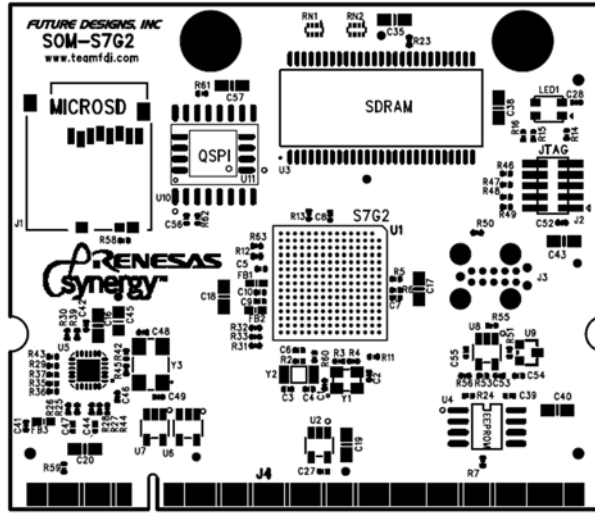 FUTURE DESIGNS, INC
SOM-S7G2
www.teamfdi.com
RN1
RN2
C35
R23
R61
C57
MICROSD
SDRAM
C38
LED1
C28
R16
R15
R14
JTAG
QSPI
U11
U10
U3
R46
R47
R48
R49
C52
J2
J1
C56
R62
R13
C8
S7G2
U1
R50
C43
R58
R63
R12
C5
RENESAS
Synergy™
FB1
C10
C9
FB2
C18
R5
R6
C7
C17
J3
C42
C16
C45
R30
R39
C48
R32
R33
R31
R55
U8
R51
U9
U5
R43
R29
R37
R35
R36
R42
R45
Y3
C6
R2
R60
R3
R4
R11
C55
Y2
Y1
C2
C3
C4
R56
R53
C53
C54
C46
C49
R26
R25
C41
FB3
C47
C44
R28
R27
R44
U7
U6
U2
C19
U4
R24
C39
C40
EEPROM
C20
R59
C27
R7
J4